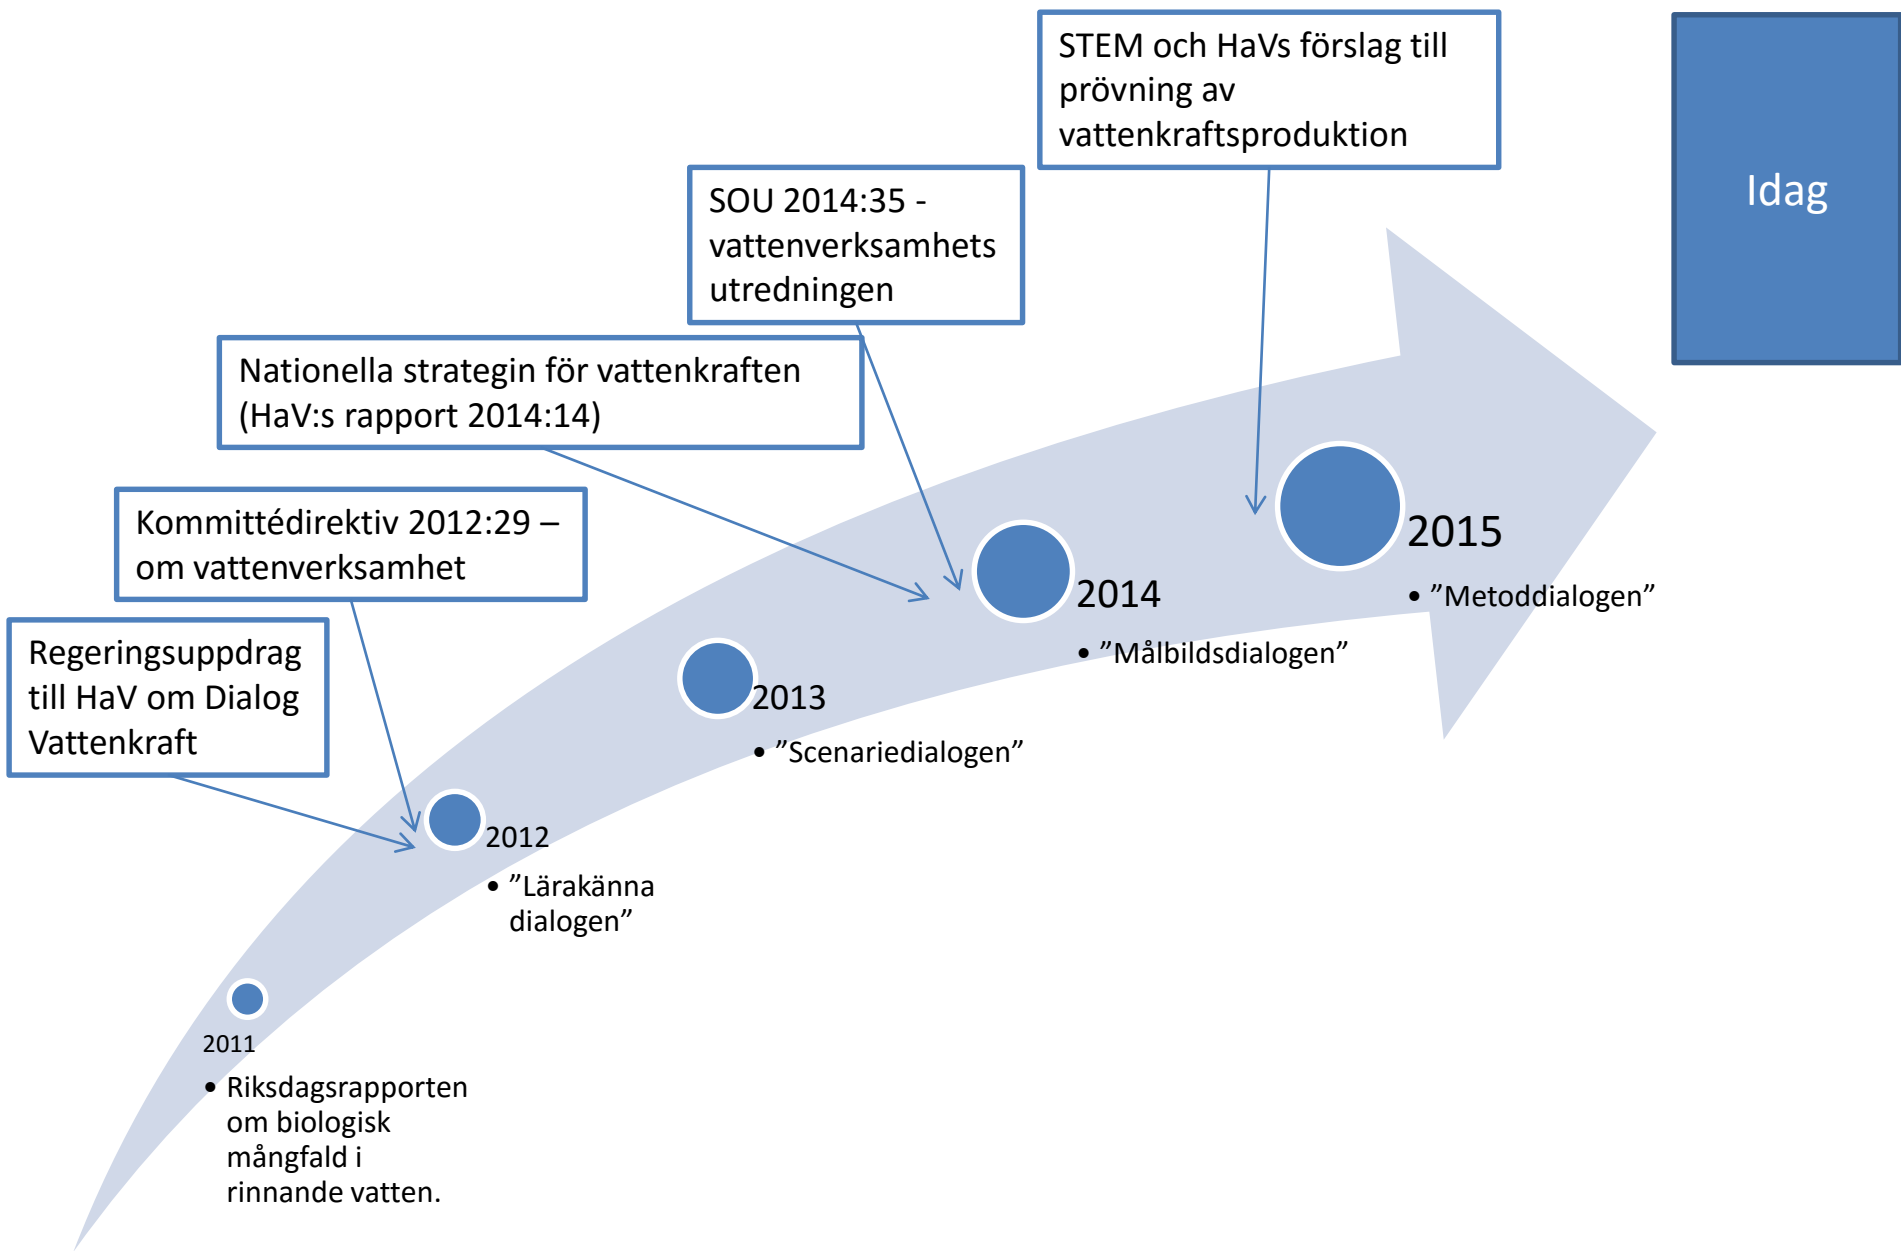 STEM och HaVs förslag till
prövning av
vattenkraftsproduktion
Idag
SOU 2014:35 -
vattenverksamhets
utredningen
Nationella strategin för vattenkraften
(HaV:s rapport 2014:14)
Kommittédirektiv 2012:29 –
om vattenverksamhet
Regeringsuppdrag
till HaV om Dialog
Vattenkraft
2015
• ”Metoddialogen”
2014
• ”Målbildsdialogen”
2013
• ”Scenariedialogen”
2012
• ”Lärakänna
dialogen”
2011
• Riksdagsrapporten
om biologisk
mångfald i
rinnande vatten.